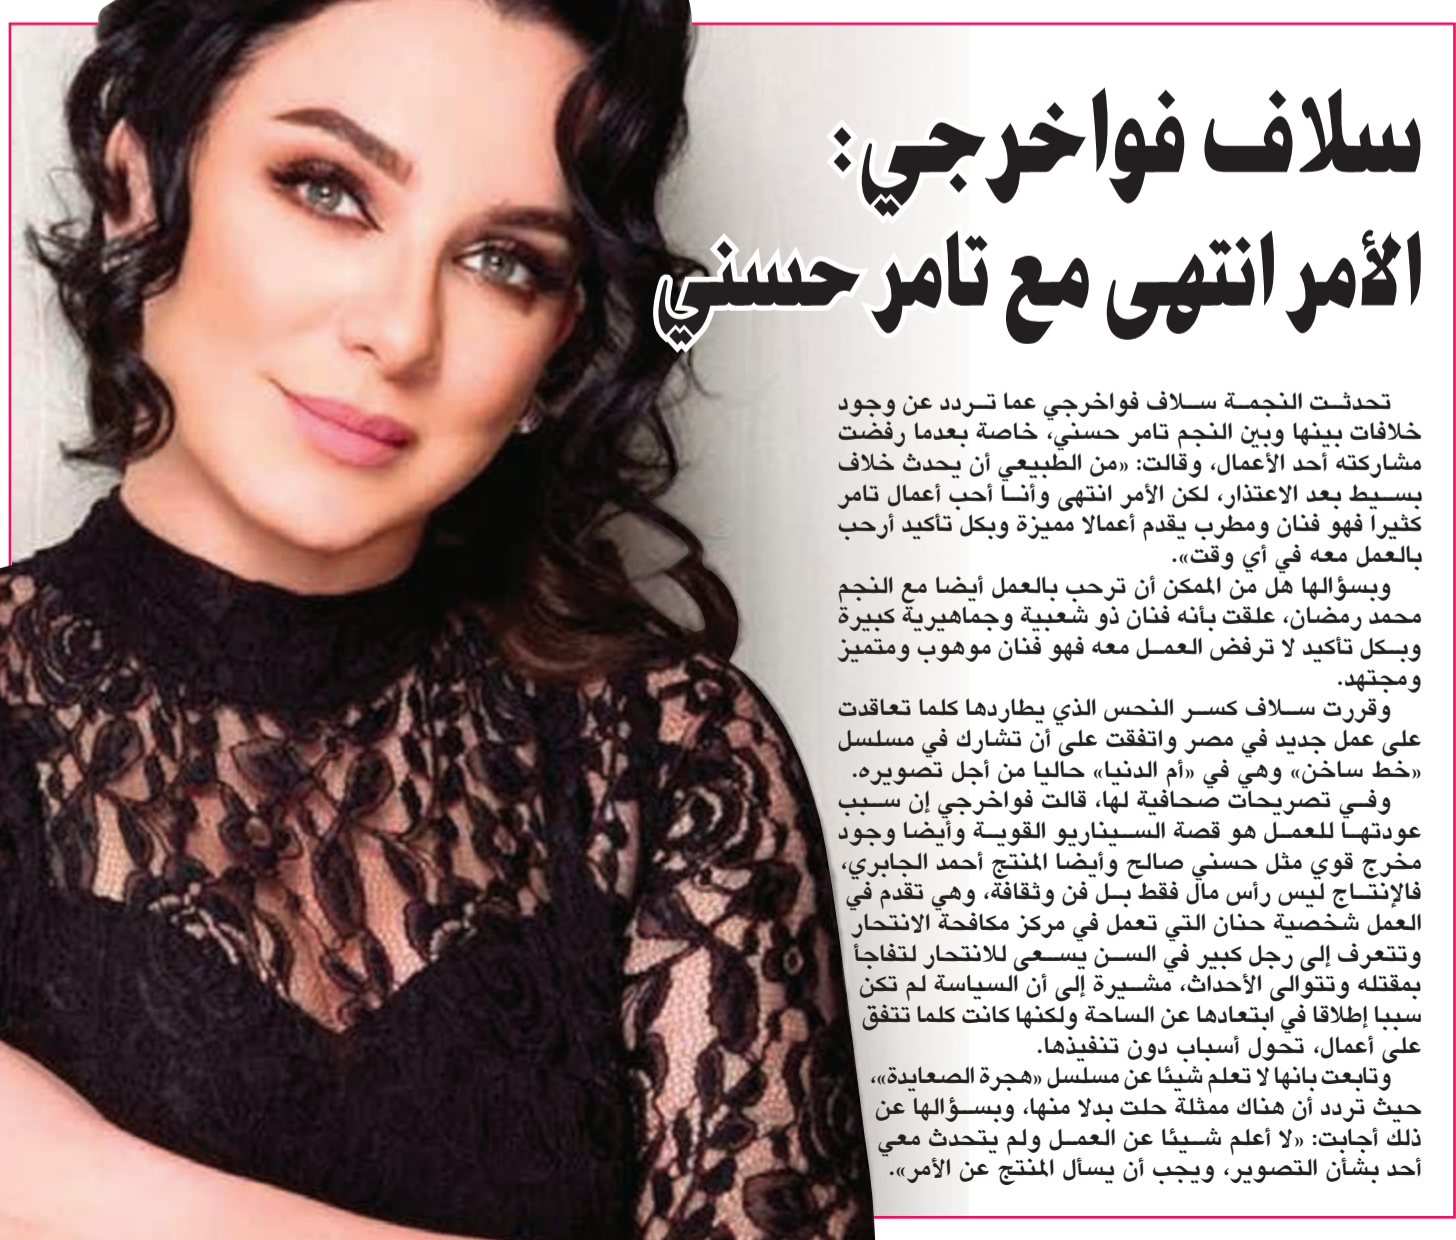 سلاف فواخرجي:
الأمر انتهى مع تامر حسني
تحدثت النجمة سلاف فواخرجي عما تردد عن وجود
خلافات بينها وبين النجم تامر حسني، خاصة بعدما رفضت
مشاركته أحد الأعمال، وقالت: «من الطبيعي أن يحدث خلاف
بسيط بعد الاعتذار، لكن الأمر انتهى وأنا أحب أعمال تامر
كثيرا فهو فنان ومطرب يقدم أعمالا مميزة وبكل تأكيد أرحب
بالعمل معه في أي وقت».
وبسؤالها هل من الممكن أن ترحب بالعمل أيضا مع النجم
محمد رمضان، علقت بأنه فنان ذو شعبية وجماهيرية كبيرة
وبكل تأكيد لا ترفض العمل معه فهو فنان موهوب ومتميز
ومجتهد.
وقررت سلاف كسر النحس الذي يطاردها كلما تعاقدت
على عمل جديد في مصر واتفقت على أن تشارك في مسلسل
«خط ساخن» وهي في «أم الدنيا» حاليا من أجل تصويره.
وفي تصريحات صحافية لها، قالت فواخرجي إن سبب
عودتها للعمل هو قصة السيناريو القوية وأيضا وجود
مخرج قوي مثل حسني صالح وأيضا المنتج أحمد الجابري،
فالإنتاج ليس رأس مال فقط بل فن وثقافة، وهي تقدم في
العمل شخصية حنان التي تعمل في مركز مكافحة الانتحار
وتتعرف إلى رجل كبير في السن يسعى للانتحار لتفاجأ
بمقتله وتتوالى الأحداث، مشيرة إلى أن السياسة لم تكن
سببا إطلاقا في ابتعادها عن الساحة ولكنها كانت كلما تتفق
على أعمال، تحول أسباب دون تنفيذها.
وتابعت بانها لا تعلم شيئا عن مسلسل «هجرة الصعايدة»،
حيث تردد أن هناك ممثلة حلت بدلا منها، وبسؤالها عن
ذلك أجابت: «لا أعلم شيئا عن العمل ولم يتحدث معي
أحد بشأن التصوير، ويجب أن يسأل المنتج عن الأمر».